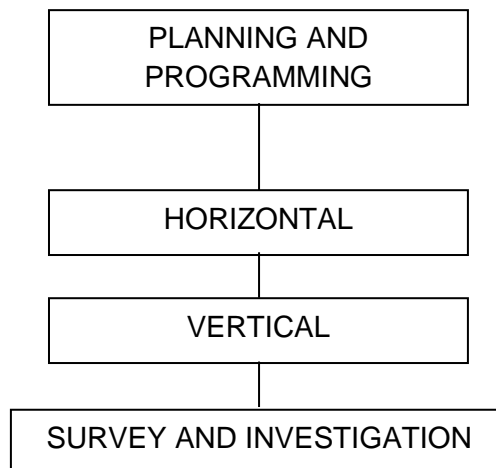 PLANNING AND
PROGRAMMING
HORIZONTAL
VERTICAL
SURVEY AND INVESTIGATION